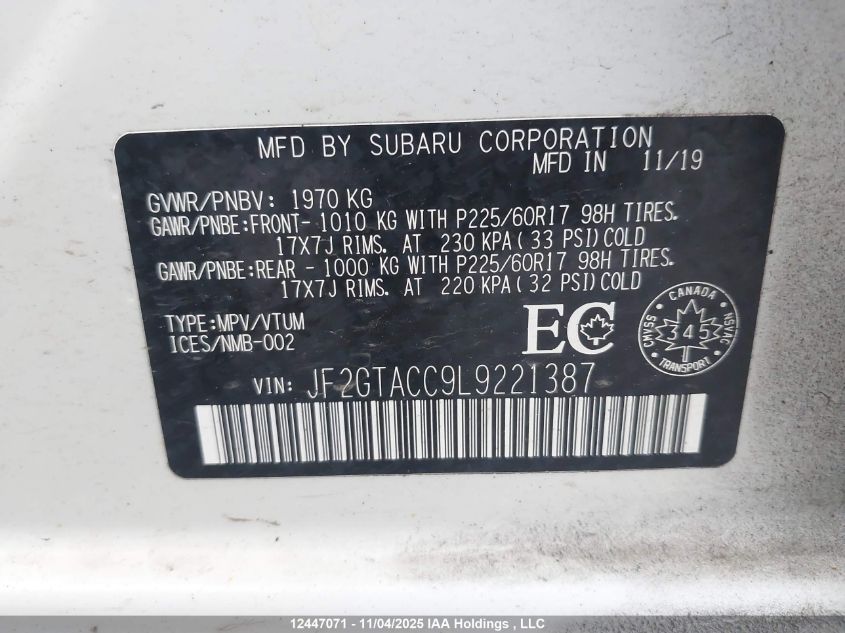 MFD BY SUBARU CORPORATION
MFD IN 11/19
GVWR/PNBV: 1970 KG
GAWR/PNBE:FRONT- 1010 KG WITH P225/60R17 98H TIRES.
17X7J RIMS. AT 230 KPA(33 PSI)COLD
GAWR/PNBE:REAR - 1000 KG WITH P225/60R17 98H TIRES.
17X7J RIMS. AT 220 KPA(32 PSI)COLD
TYPE:MPV/VTUM
ICES/NMB-002
EC
CANADA
CMVSS
345
NSVAC
TRANSPORT
VIN: JF2GTACC9L9221387
12447071 - 11/04/2025 IAA Holdings , LLC